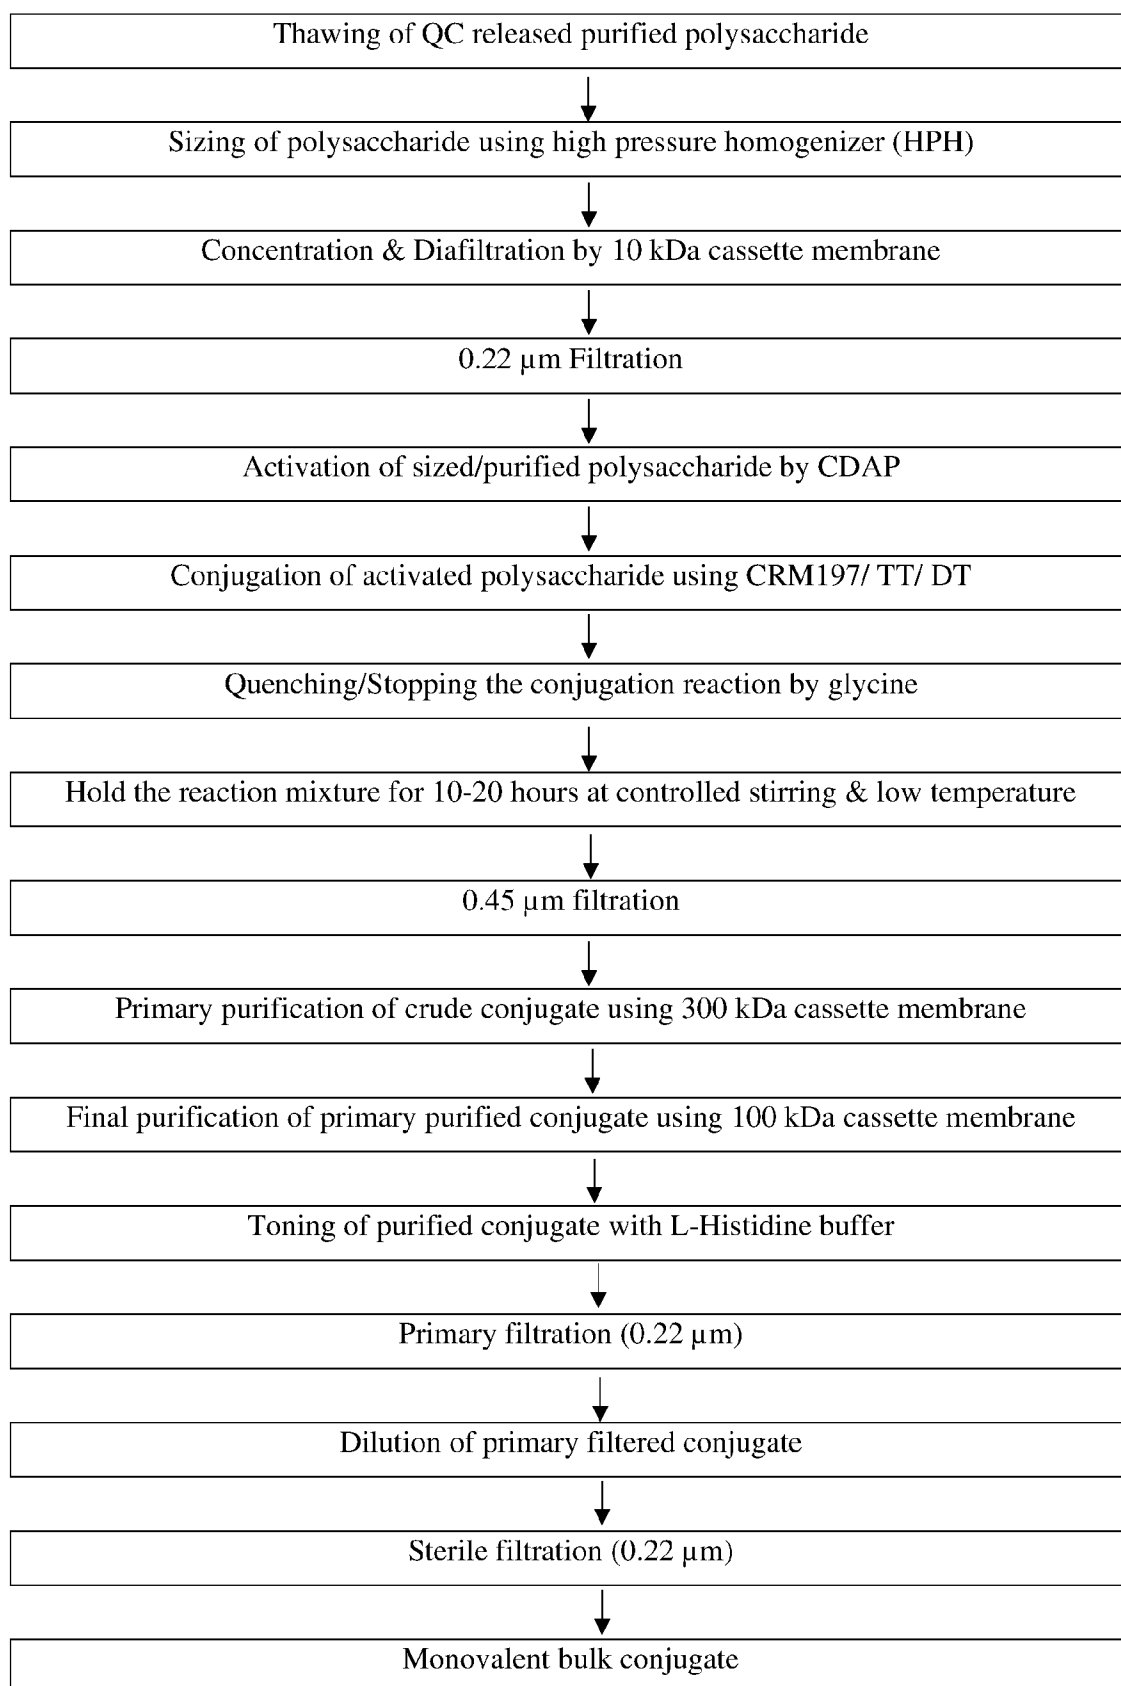 Thawing of QC released purified polysaccharide
Sizing of polysaccharide using high pressure homogenizer (HPH)
Concentration & Diafiltration by 10 kDa cassette membrane
0.22 µm Filtration
Activation of sized/purified polysaccharide by CDAP
Conjugation of activated polysaccharide using CRM197/ TT/ DT
Quenching/Stopping the conjugation reaction by glycine
Hold the reaction mixture for 10-20 hours at controlled stirring & low temperature
0.45 µm filtration
Primary purification of crude conjugate using 300 kDa cassette membrane
Final purification of primary purified conjugate using 100 kDa cassette membrane
Toning of purified conjugate with L-Histidine buffer
Primary filtration (0.22 µm)
Dilution of primary filtered conjugate
Sterile filtration (0.22 µm)
Monovalent bulk conjugate